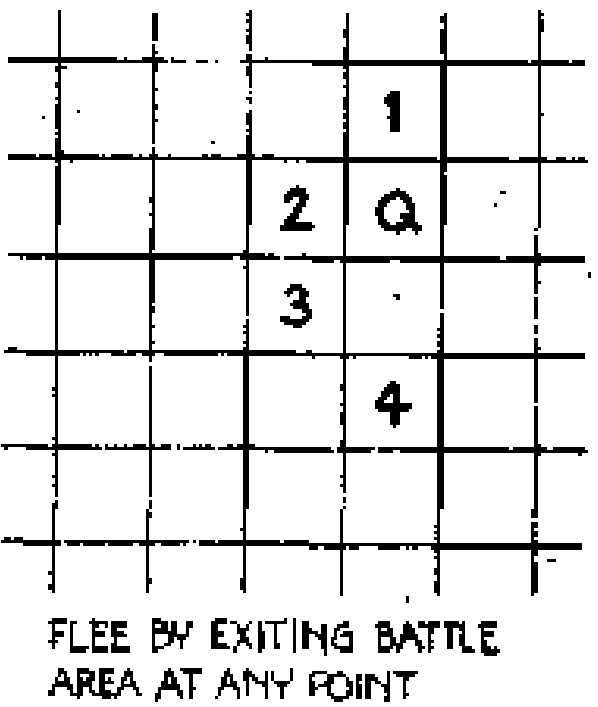 1
2 Q
3
4
FLEE BY EXITING BATTLE
AREA AT ANY POINT